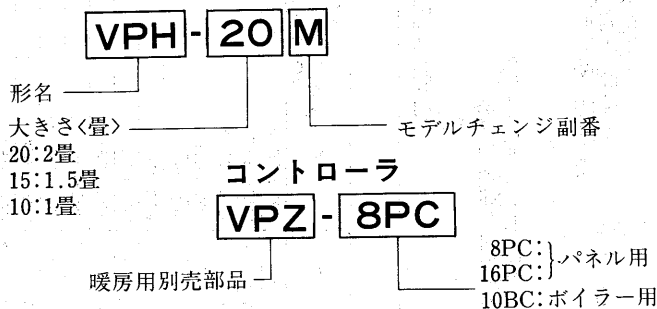 VPH-20M
形名
大きさ<畳>
モデルチェンジ副番
20:2畳
15:1.5畳
10:1畳
コントローラ
VPZ-8PC
8PC:
パネル用
16PC:
暖房用別売部品
10BC:ボイラー用